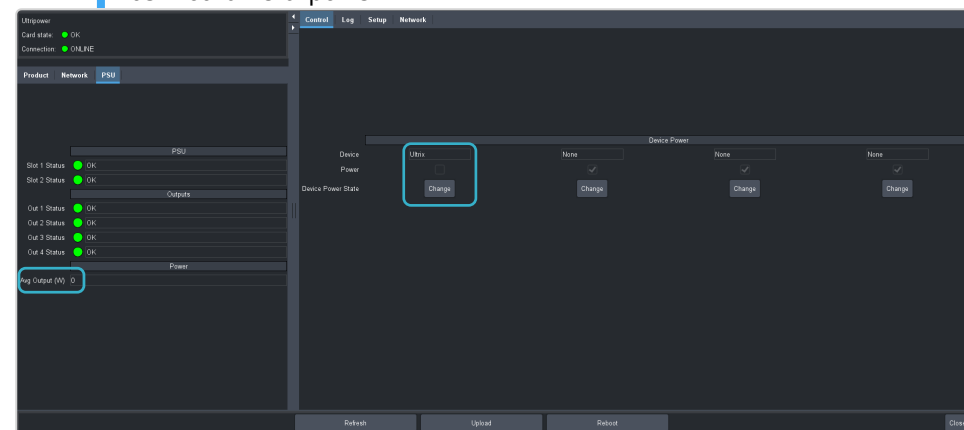 Ultripower
Card state: OK
Connection: ONLINE
Product Network PSU
PSU
Slot 1 Status OK
Slot 2 Status OK
Outputs
Out 1 Status OK
Out 2 Status OK
Out 3 Status OK
Out 4 Status OK
Power
Avg Output (W) 0
Control Log Setup Network
Device Power
Device Ultrix None None None
Power
Device Power State Change Change Change Change
Refresh Upload Reboot Close